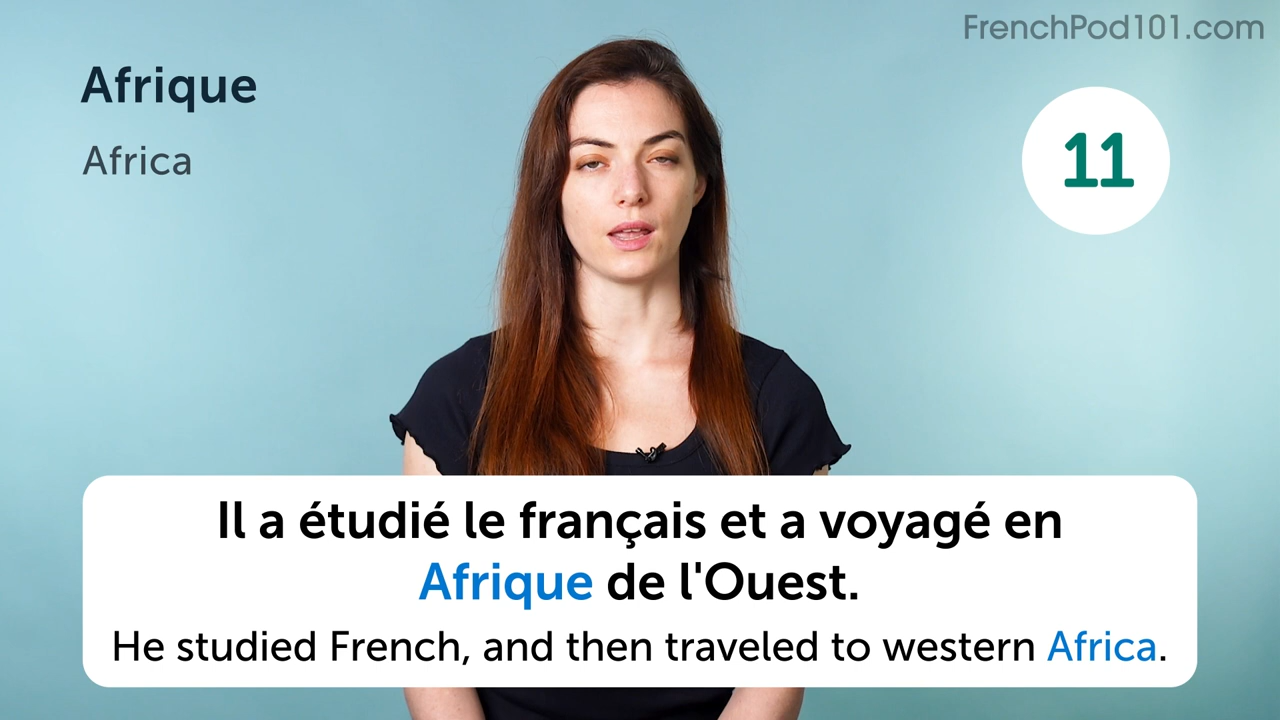 FrenchPod101.com
Afrique
Africa
11
Il a étudié le français et a voyagé en
Afrique de l'Ouest.
He studied French, and then traveled to western Africa.